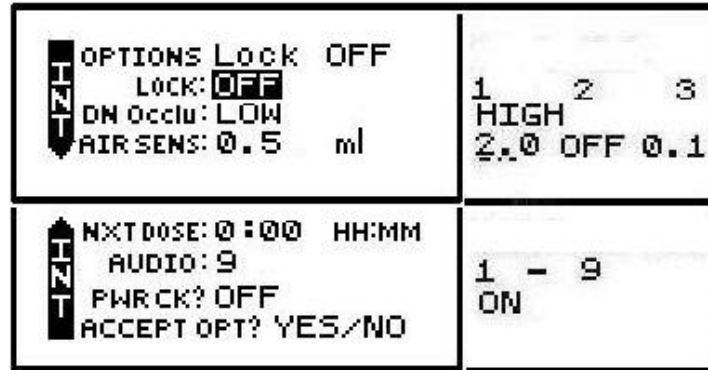 INT
OPTIONS Lock OFF
LOCK: OFF
DN Occlu: LOW
AIR SENS: 0.5 ml
1 2 3
HIGH
2.0 OFF 0.1
INT
NXT DOSE: 0:00 HH:MM
AUDIO: 9
PWR CK? OFF
ACCEPT OPT? YES/NO
1 - 9
ON